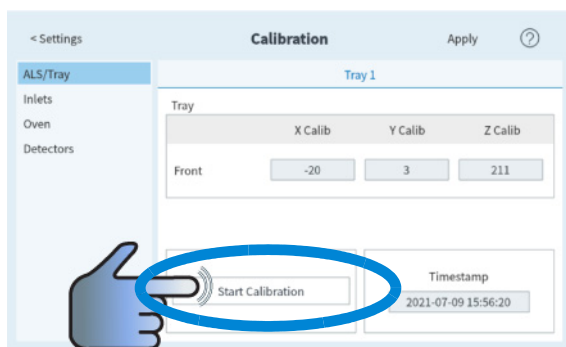 < Settings Calibration Apply ?
ALS/Tray Tray 1
Inlets Tray
Oven X Calib Y Calib Z Calib
Detectors
Front -20 3 211
Start Calibration
Timestamp
2021-07-09 15:56:20